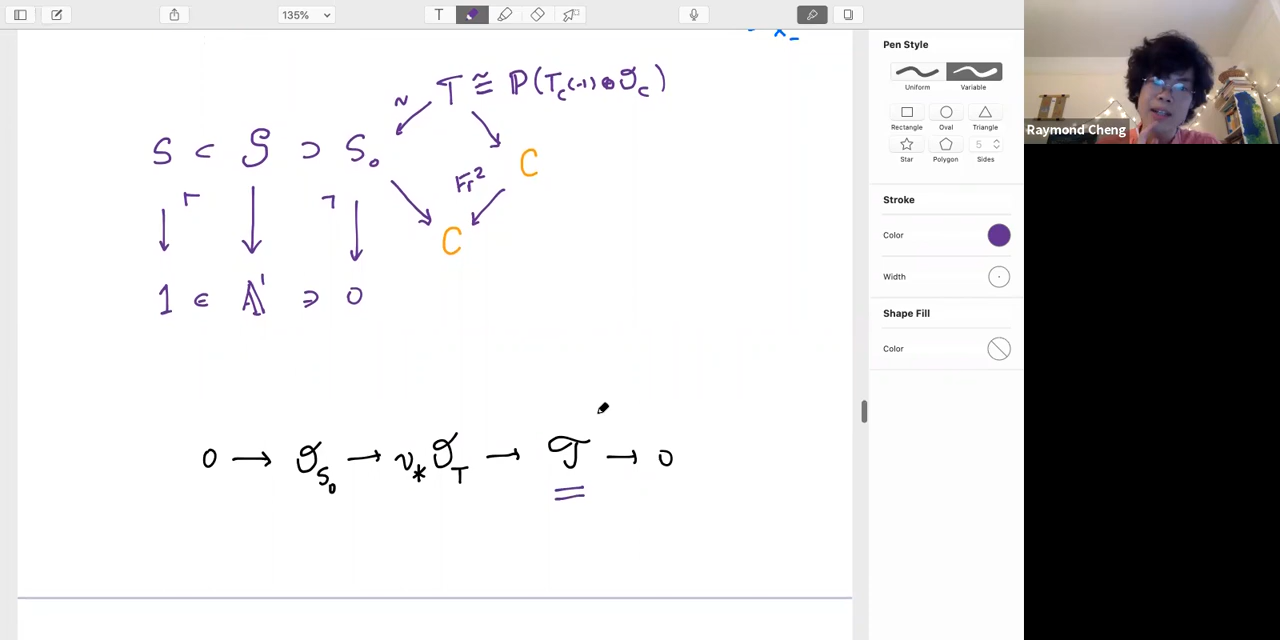 135%
T
Pen Style
Uniform Variable
Rectangle Oval Triangle
Star Polygon 5 Sides
Stroke
Color
Width
Shape Fill
Color
Raymond Cheng
X_-
~ T ≅ P(T_C(-1) ⊕ O_C)
S ⊂ 𝒮 ⊃ S_0 C
Fr²
C
1 ∈ A¹ ∋ 0
0 → O_{S_0} → ν_* O_T → 𝒯 → 0